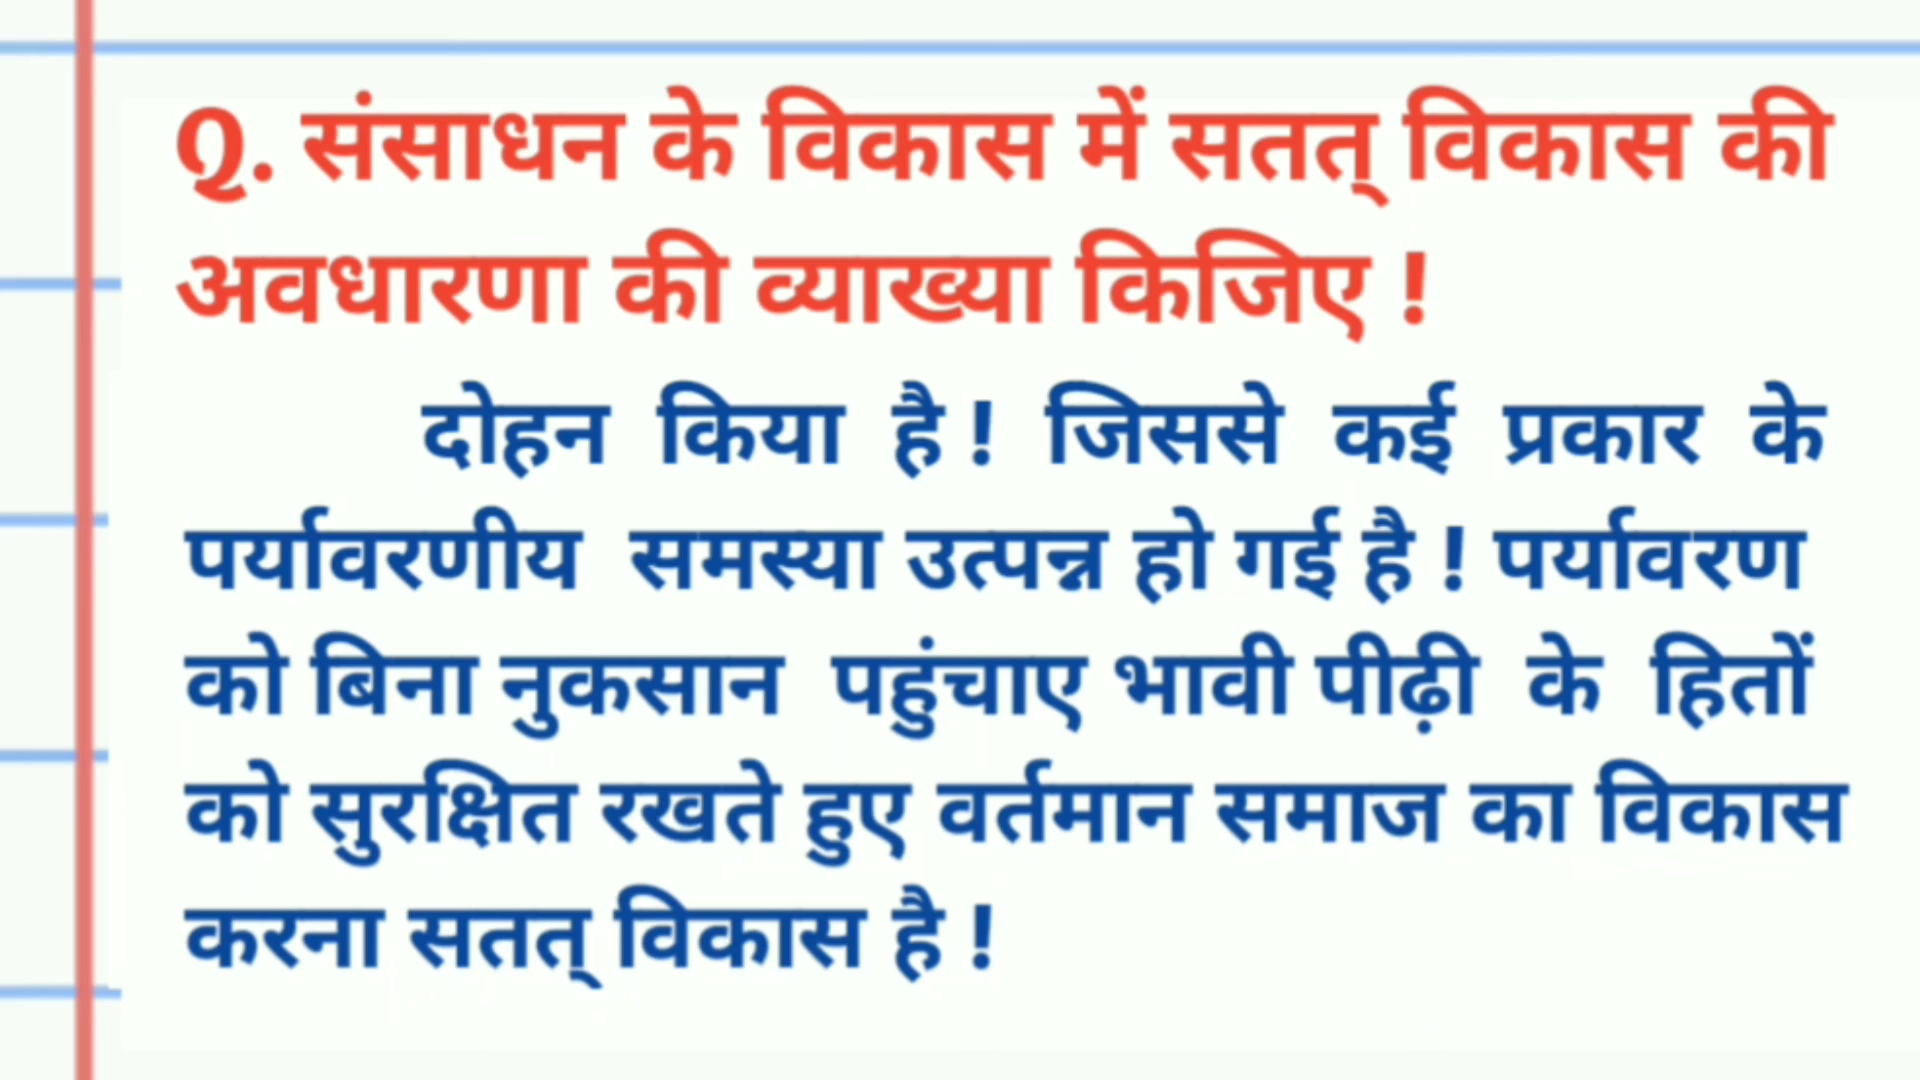 Q. संसाधन के विकास में सतत् विकास की
अवधारणा की व्याख्या किजिए !
दोहन किया है ! जिससे कई प्रकार के
पर्यावरणीय समस्या उत्पन्न हो गई है ! पर्यावरण
को बिना नुकसान पहुंचाए भावी पीढ़ी के हितों
को सुरक्षित रखते हुए वर्तमान समाज का विकास
करना सतत् विकास है !